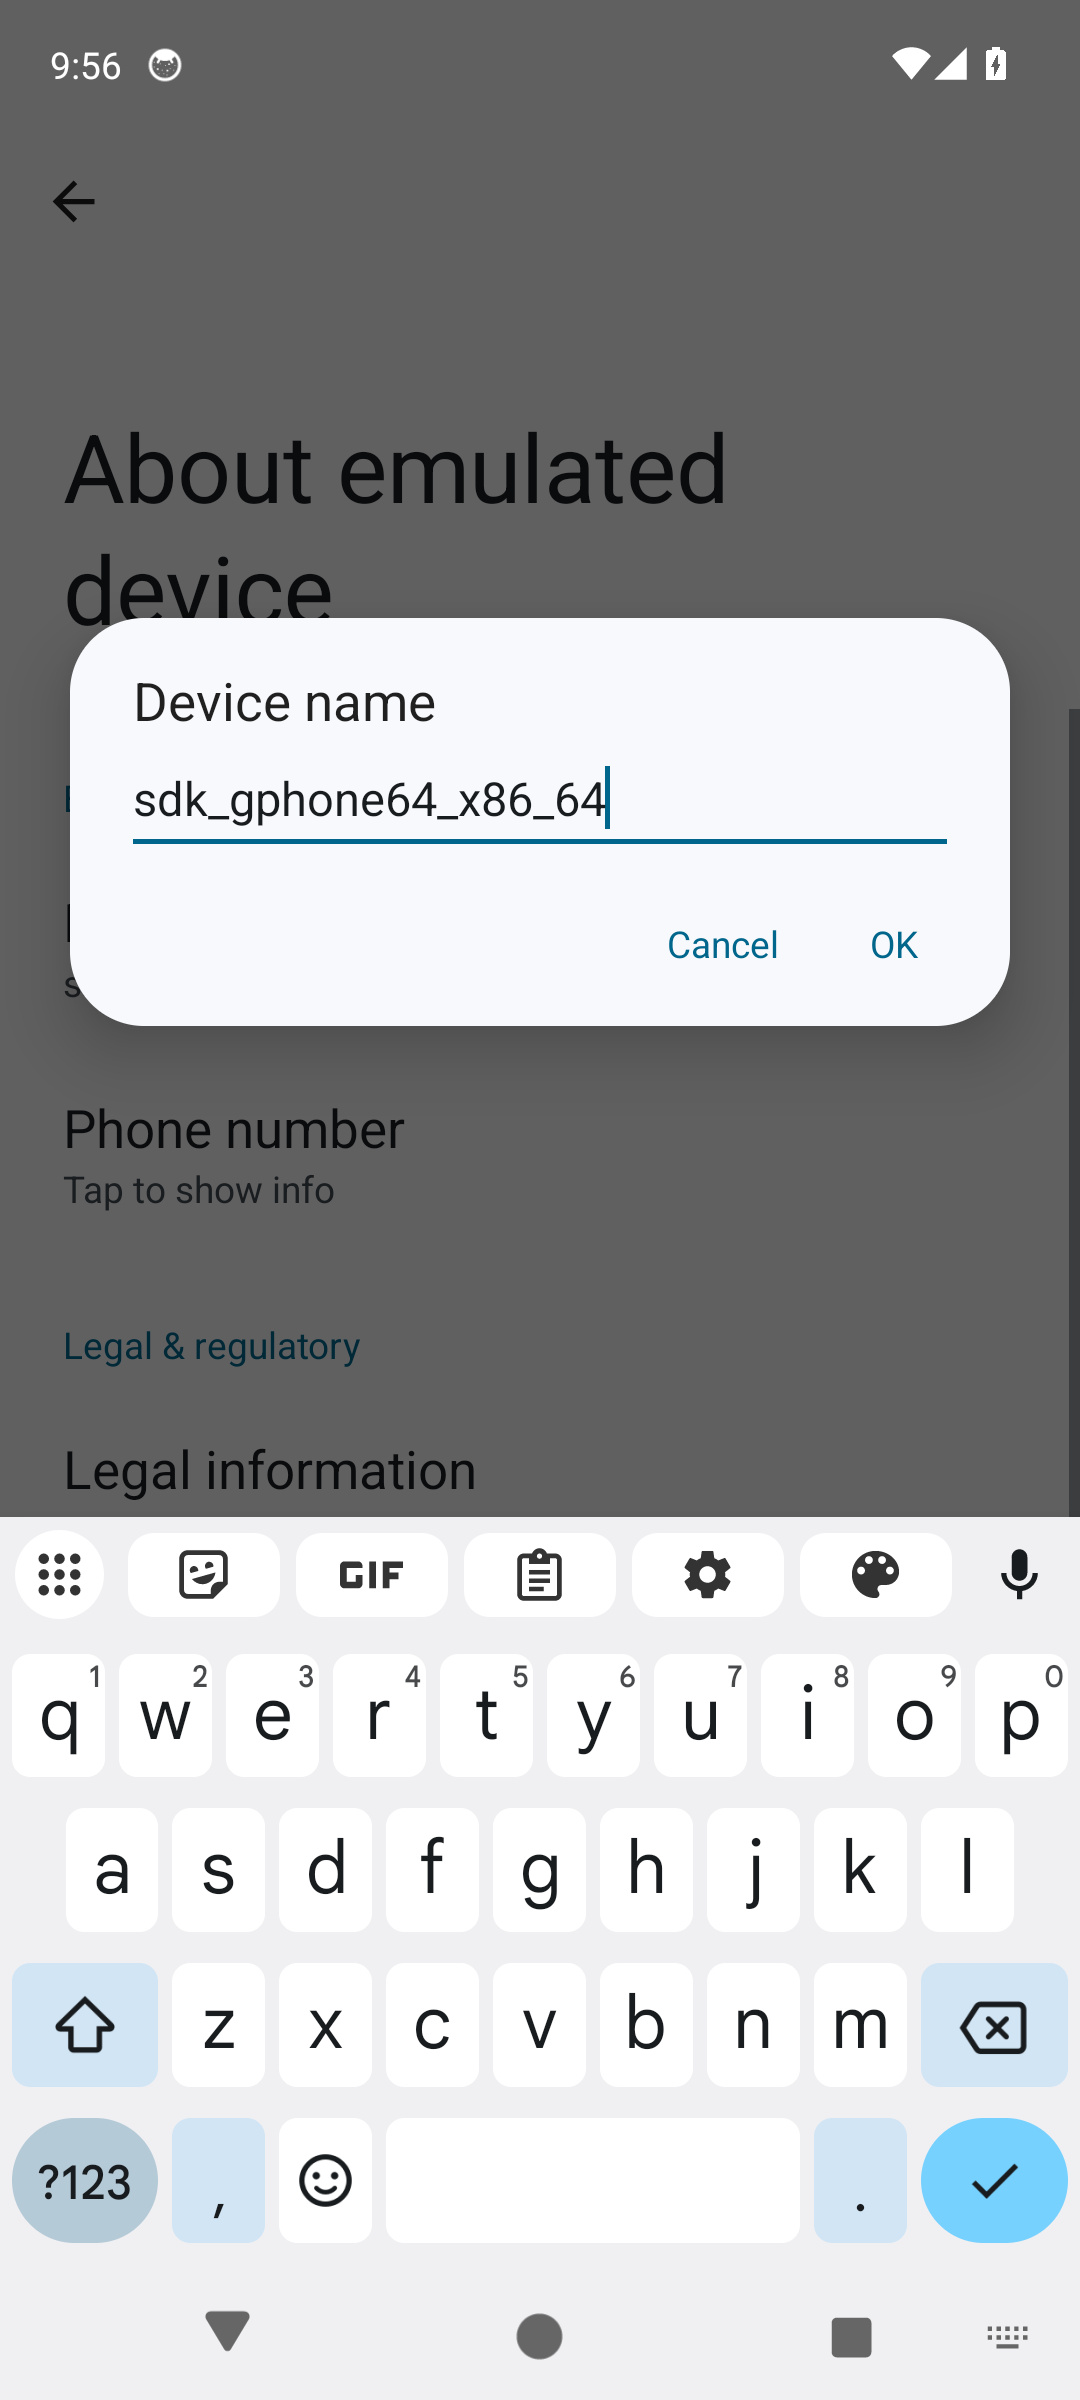 9:56
About emulated
device
Device name
sdk_gphone64_x86_64
Cancel OK
Phone number
Tap to show info
Legal & regulatory
Legal information
GIF
q 1 w 2 e 3 r 4 t 5 y 6 u 7 i 8 o 9 p 0
a s d f g h j k l
z x c v b n m
?123 , .